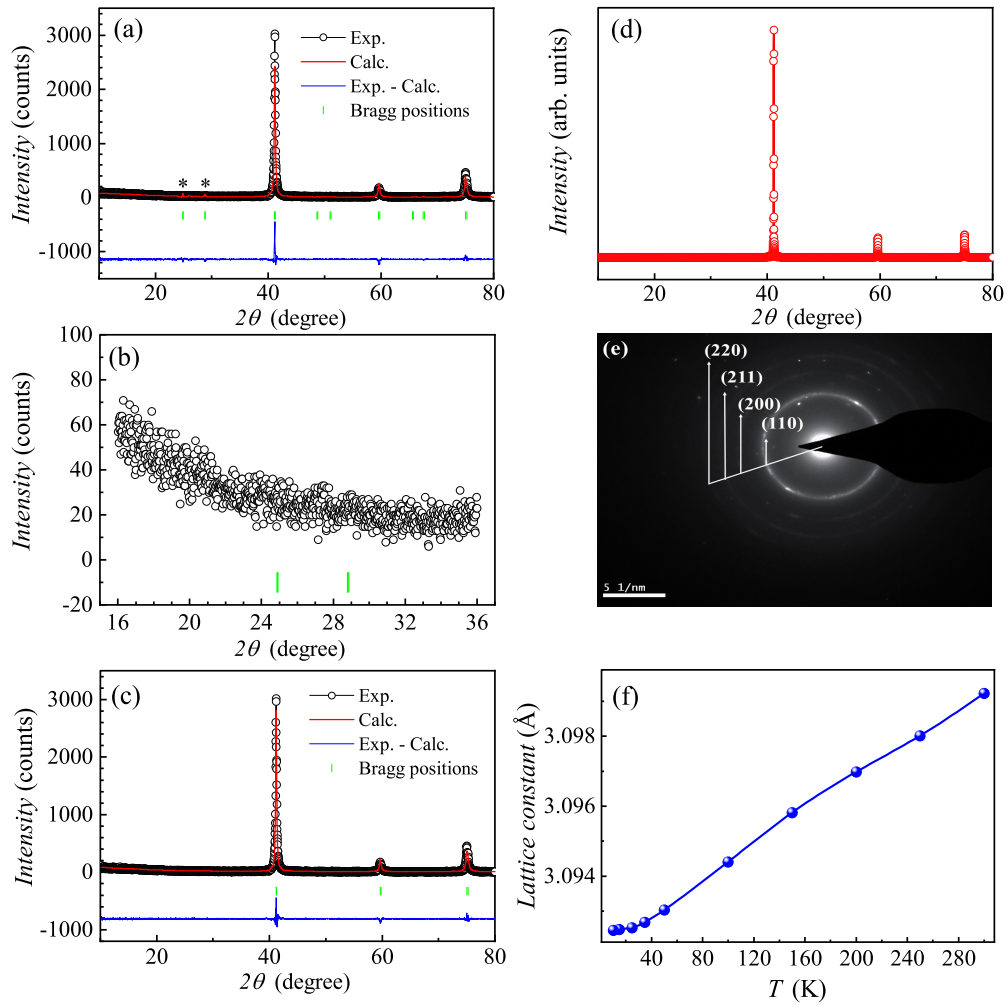 (a)
Exp.
Calc.
Exp. - Calc.
Bragg positions
* *
3000
2000
1000
0
-1000
Intensity (counts)
20 40 60 80
2θ (degree)
(d)
Intensity (arb. units)
20 40 60 80
2θ (degree)
(b)
100
80
60
40
20
0
-20
Intensity (counts)
16 20 24 28 32 36
2θ (degree)
(e)
(220)
(211)
(200)
(110)
5 1/nm
(c)
Exp.
Calc.
Exp. - Calc.
Bragg positions
3000
2000
1000
0
-1000
Intensity (counts)
20 40 60 80
2θ (degree)
(f)
3.098
3.096
3.094
Lattice constant (Å)
40 80 120 160 200 240 280
T (K)